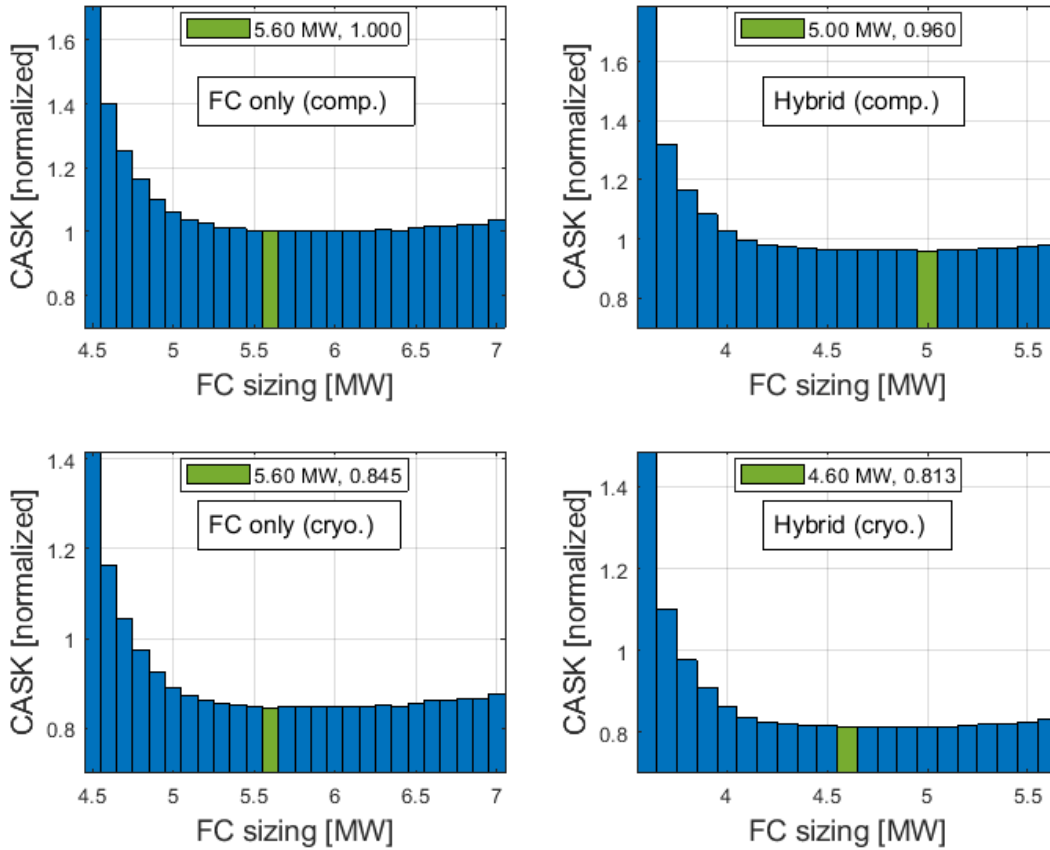 5.60 MW, 1.000
FC only (comp.)
CASK [normalized]
1.6
1.4
1.2
1
0.8
4.5 5 5.5 6 6.5 7
FC sizing [MW]
5.00 MW, 0.960
Hybrid (comp.)
CASK [normalized]
1.6
1.4
1.2
1
0.8
4 4.5 5 5.5
FC sizing [MW]
5.60 MW, 0.845
FC only (cryo.)
CASK [normalized]
1.4
1.2
1
0.8
4.5 5 5.5 6 6.5 7
FC sizing [MW]
4.60 MW, 0.813
Hybrid (cryo.)
CASK [normalized]
1.4
1.2
1
0.8
4 4.5 5 5.5
FC sizing [MW]